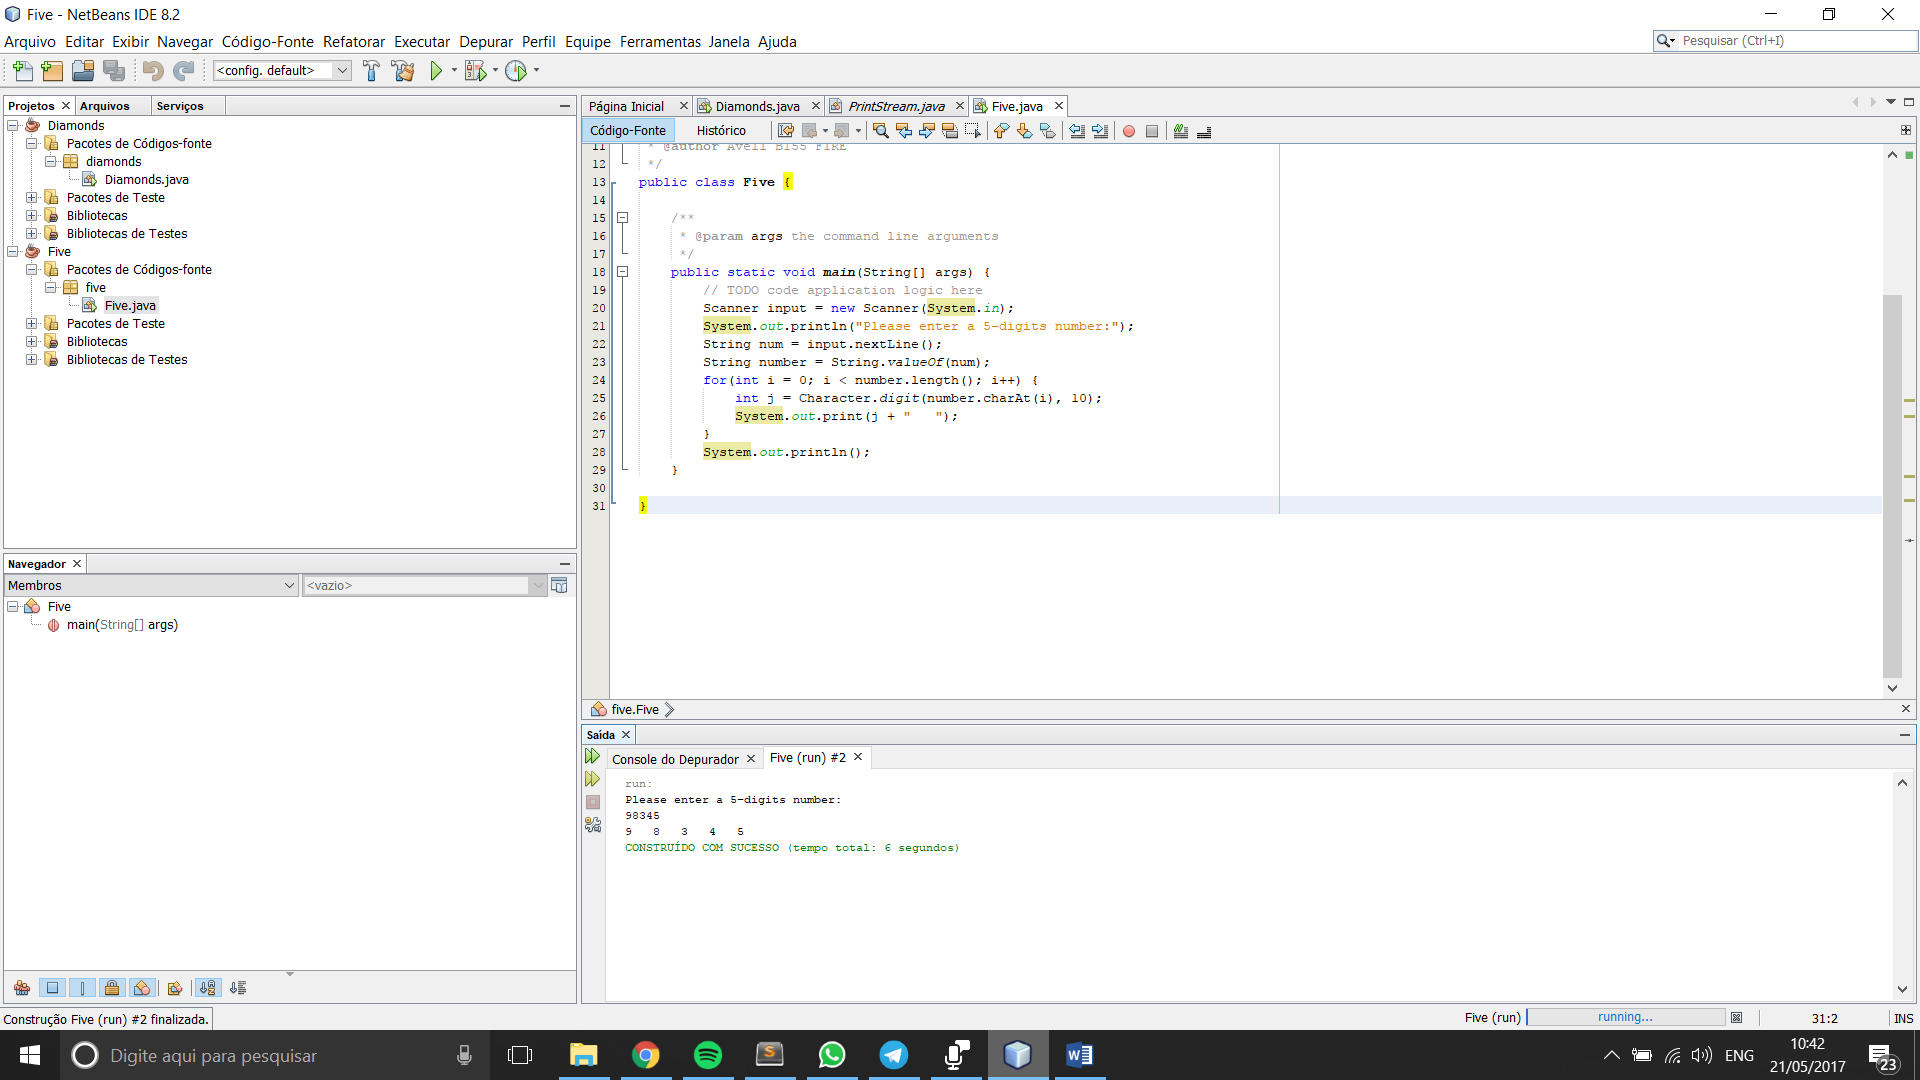 Five - NetBeans IDE 8.2
Arquivo Editar Exibir Navegar Código-Fonte Refatorar Executar Depurar Perfil Equipe Ferramentas Janela Ajuda
Pesquisar (Ctrl+I)
<config. default>
Projetos Arquivos Serviços
Diamonds
Pacotes de Códigos-fonte
diamonds
Diamonds.java
Pacotes de Teste
Bibliotecas
Bibliotecas de Testes
Five
Pacotes de Códigos-fonte
five
Five.java
Pacotes de Teste
Bibliotecas
Bibliotecas de Testes
Navegador
Membros <vazio>
Five
main(String[] args)
Página Inicial Diamonds.java PrintStream.java Five.java
Código-Fonte Histórico
11 * @author Avell B155 FIRE
12 */
13 public class Five {
14
15 /**
16 * @param args the command line arguments
17 */
18 public static void main(String[] args) {
19 // TODO code application logic here
20 Scanner input = new Scanner(System.in);
21 System.out.println("Please enter a 5-digits number:");
22 String num = input.nextLine();
23 String number = String.valueOf(num);
24 for(int i = 0; i < number.length(); i++) {
25 int j = Character.digit(number.charAt(i), 10);
26 System.out.print(j + "   ");
27 }
28 System.out.println();
29 }
30
31 }
five.Five
Saída
Console do Depurador Five (run) #2
run:
Please enter a 5-digits number:
98345
9   8   3   4   5
CONSTRUÍDO COM SUCESSO (tempo total: 6 segundos)
Construção Five (run) #2 finalizada.
Five (run) running... 31:2 INS
Digite aqui para pesquisar
ENG
10:42
21/05/2017
23